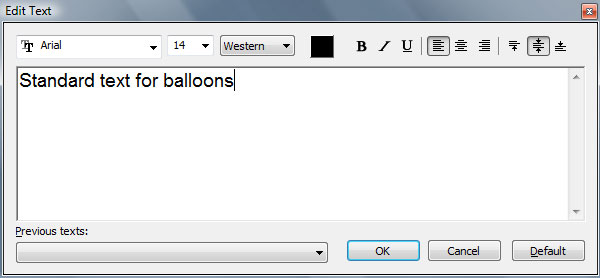 Edit Text
Arial 14 Western B I U
Standard text for balloons
Previous texts:
OK Cancel Default